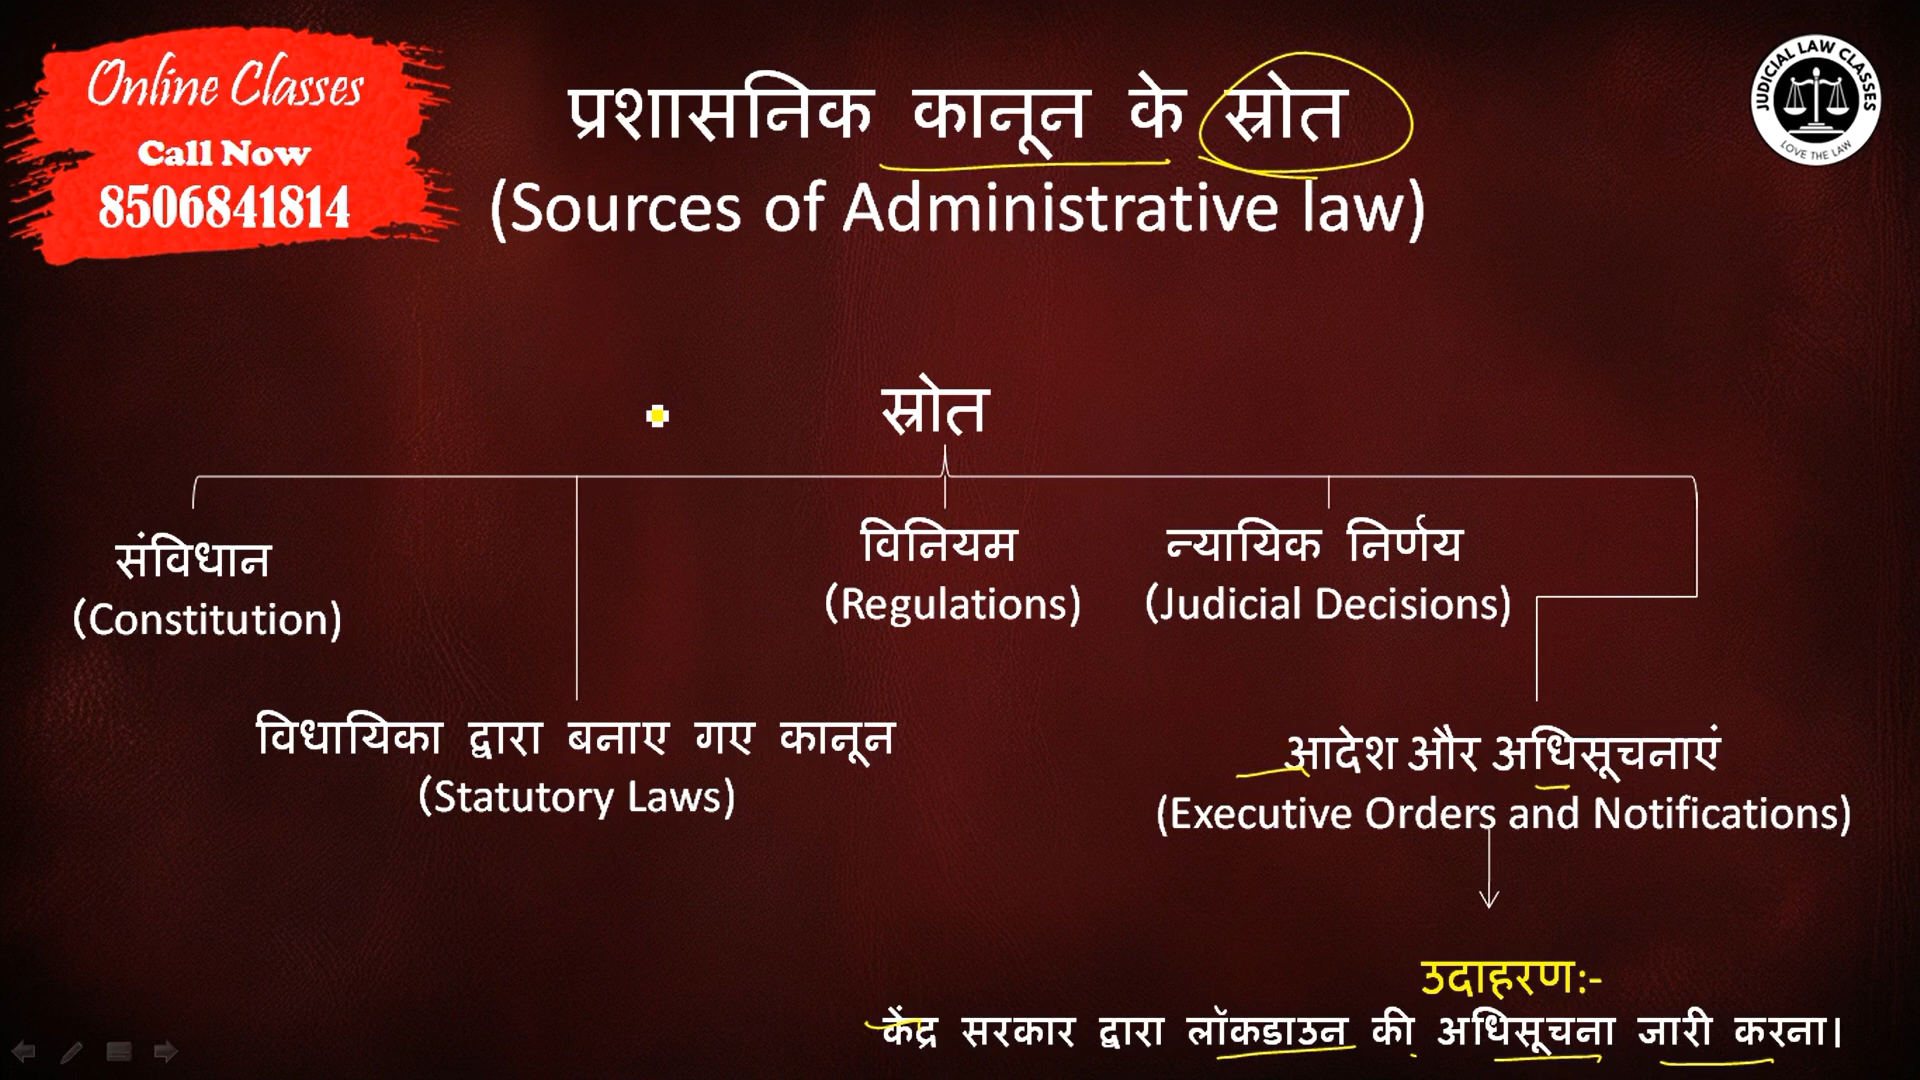 Online Classes
Call Now
8506841814
प्रशासनिक कानून के स्रोत
(Sources of Administrative law)
JUDICIAL LAW CLASSES
LOVE THE LAW
स्रोत
संविधान
(Constitution)
विधायिका द्वारा बनाए गए कानून
(Statutory Laws)
विनियम
(Regulations)
न्यायिक निर्णय
(Judicial Decisions)
आदेश और अधिसूचनाएं
(Executive Orders and Notifications)
उदाहरण:-
केंद्र सरकार द्वारा लॉकडाउन की अधिसूचना जारी करना।